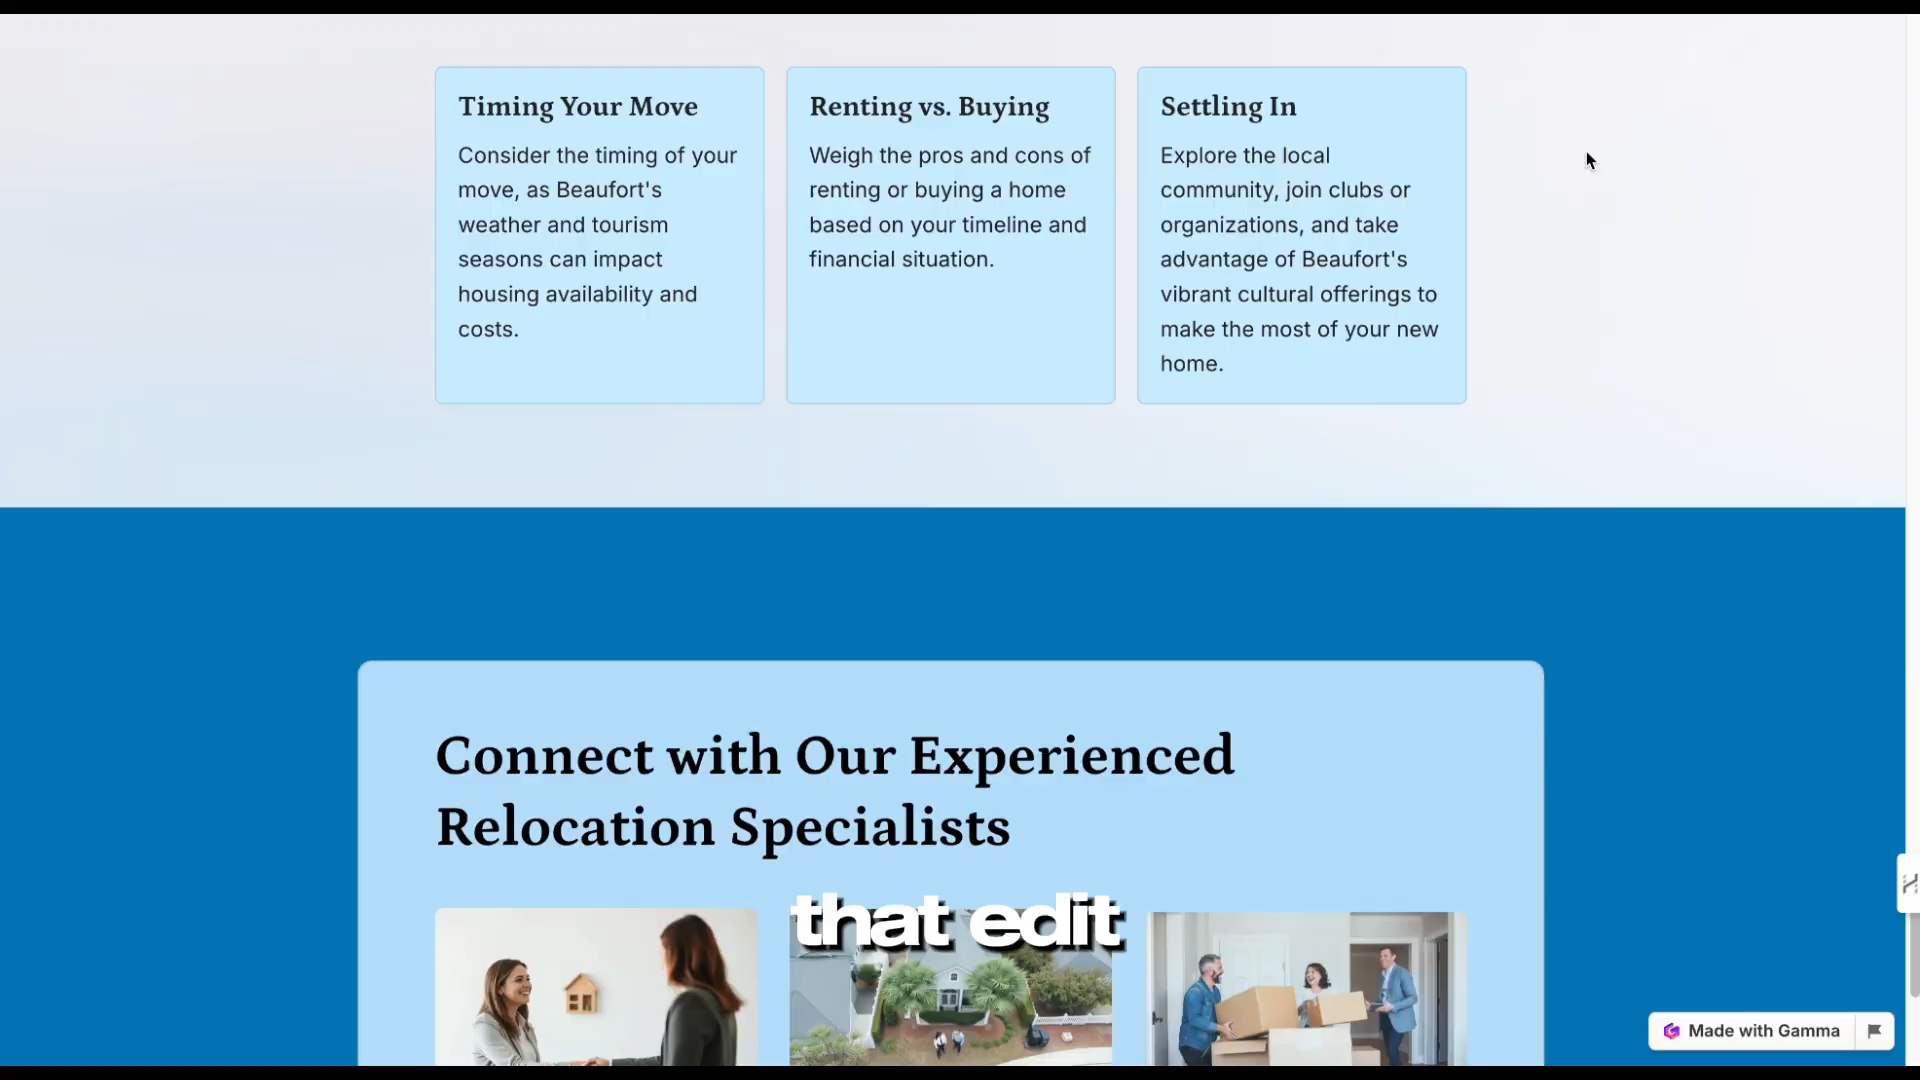 Timing Your Move
Consider the timing of your
move, as Beaufort's
weather and tourism
seasons can impact
housing availability and
costs.
Renting vs. Buying
Weigh the pros and cons of
renting or buying a home
based on your timeline and
financial situation.
Settling In
Explore the local
community, join clubs or
organizations, and take
advantage of Beaufort's
vibrant cultural offerings to
make the most of your new
home.
Connect with Our Experienced
Relocation Specialists
that edit
Made with Gamma